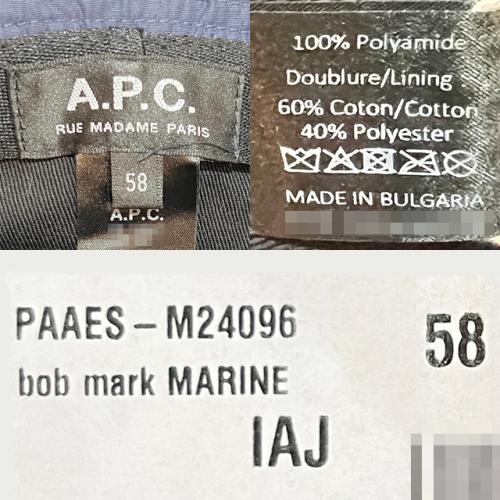 A.P.C.
RUE MADAME PARIS
58
A.P.C.
100% Polyamide
Doublure/Lining
60% Coton/Cotton
40% Polyester
MADE IN BULGARIA
PAAES - M24096
58
bob mark MARINE
IAJ